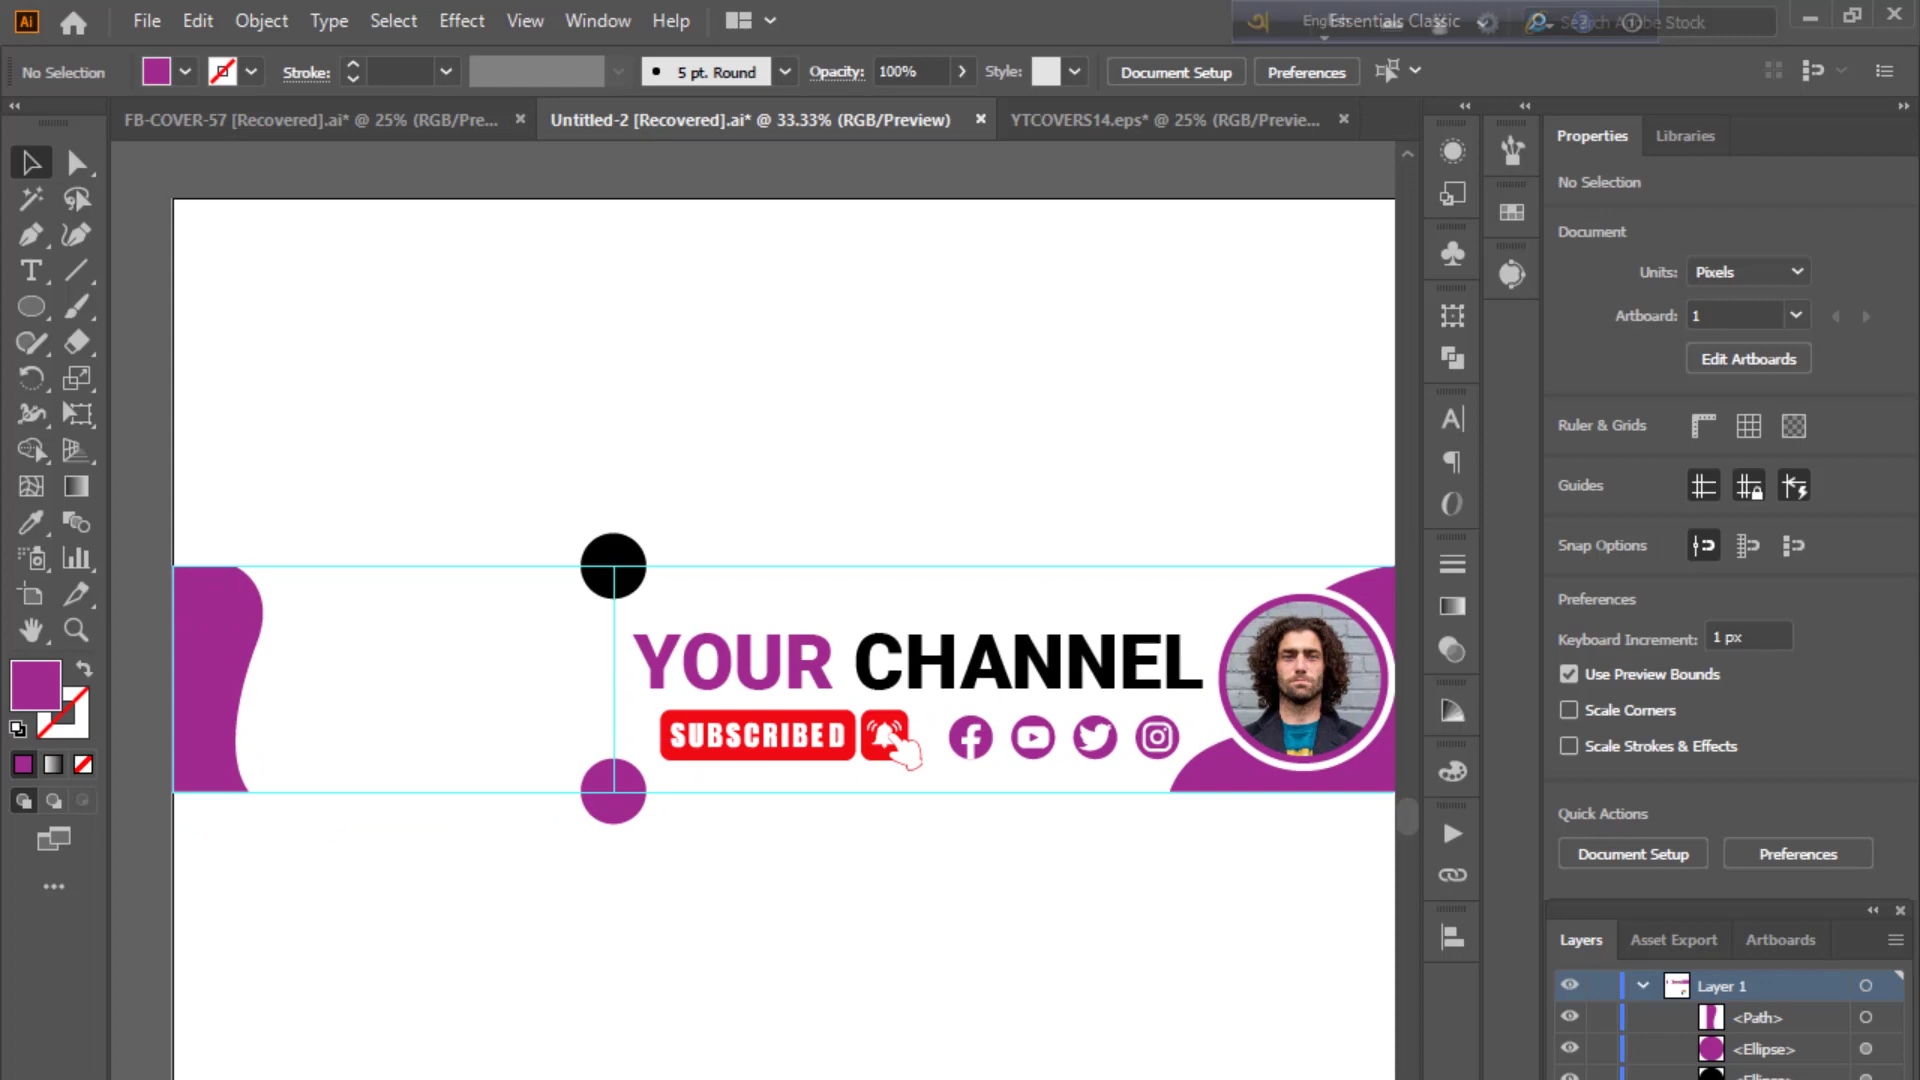 Ai File Edit Object Type Select Effect View Window Help
English Essentials Classic Search Adobe Stock
No Selection Stroke: 5 pt. Round Opacity: 100% Style: Document Setup Preferences
FB-COVER-57 [Recovered].ai* @ 25% (RGB/Pre...
Untitled-2 [Recovered].ai* @ 33.33% (RGB/Preview)
YTCOVERS14.eps* @ 25% (RGB/Previe...
YOUR CHANNEL
SUBSCRIBED
Properties Libraries
No Selection
Document
Units: Pixels
Artboard: 1
Edit Artboards
Ruler & Grids
Guides
Snap Options
Preferences
Keyboard Increment: 1 px
Use Preview Bounds
Scale Corners
Scale Strokes & Effects
Quick Actions
Document Setup Preferences
Layers Asset Export Artboards
Layer 1
<Path>
<Ellipse>